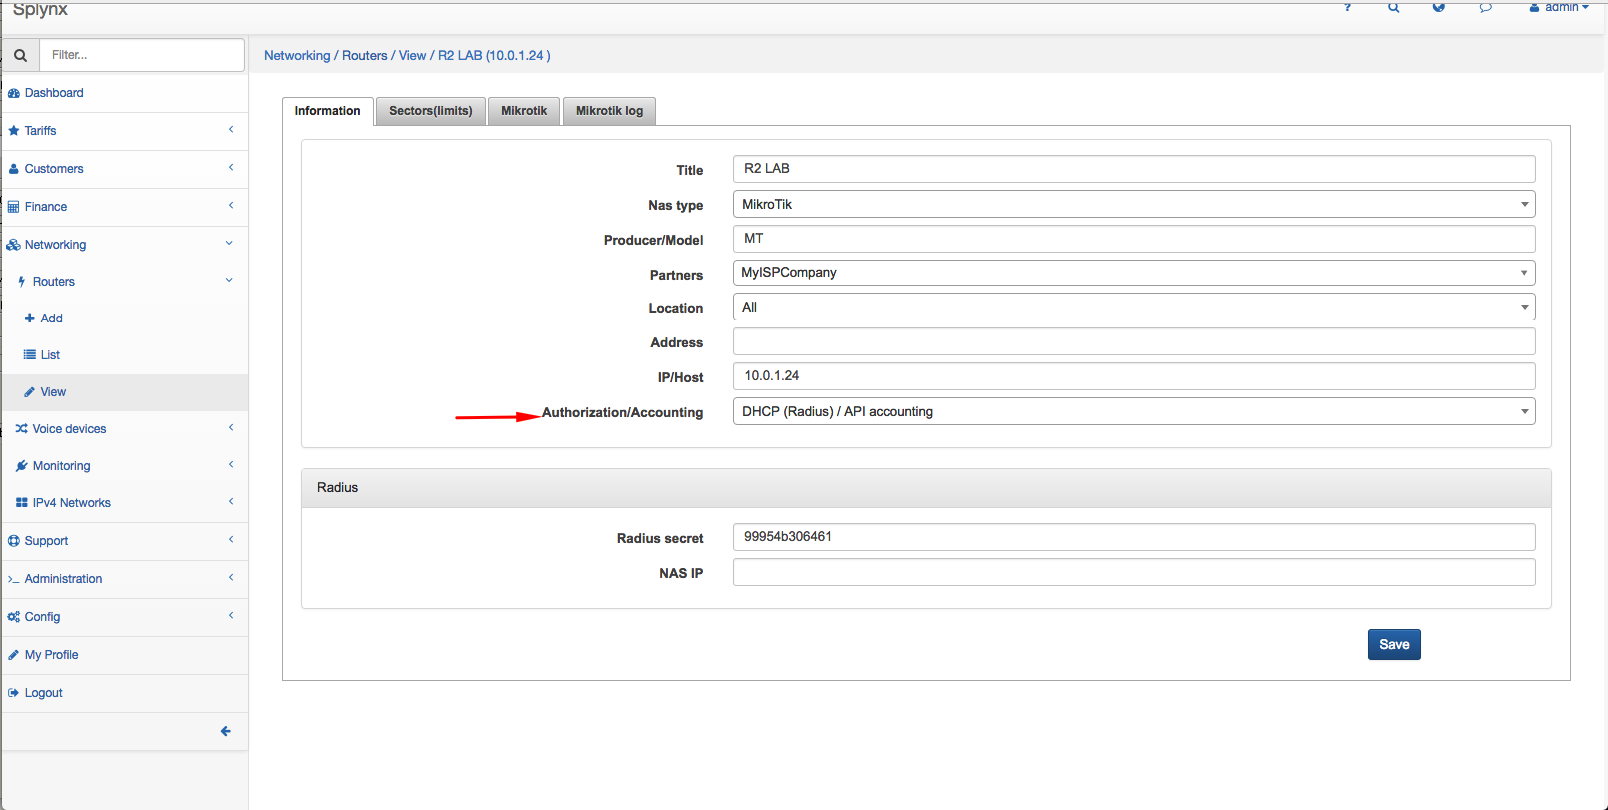 Splynx
? admin
Filter...
Networking / Routers / View / R2 LAB (10.0.1.24 )
Dashboard
Tariffs
Customers
Finance
Networking
Routers
Add
List
View
Voice devices
Monitoring
IPv4 Networks
Support
Administration
Config
My Profile
Logout
Information
Sectors(limits)
Mikrotik
Mikrotik log
Title R2 LAB
Nas type MikroTik
Producer/Model MT
Partners MyISPCompany
Location All
Address
IP/Host 10.0.1.24
Authorization/Accounting DHCP (Radius) / API accounting
Radius
Radius secret 99954b306461
NAS IP
Save